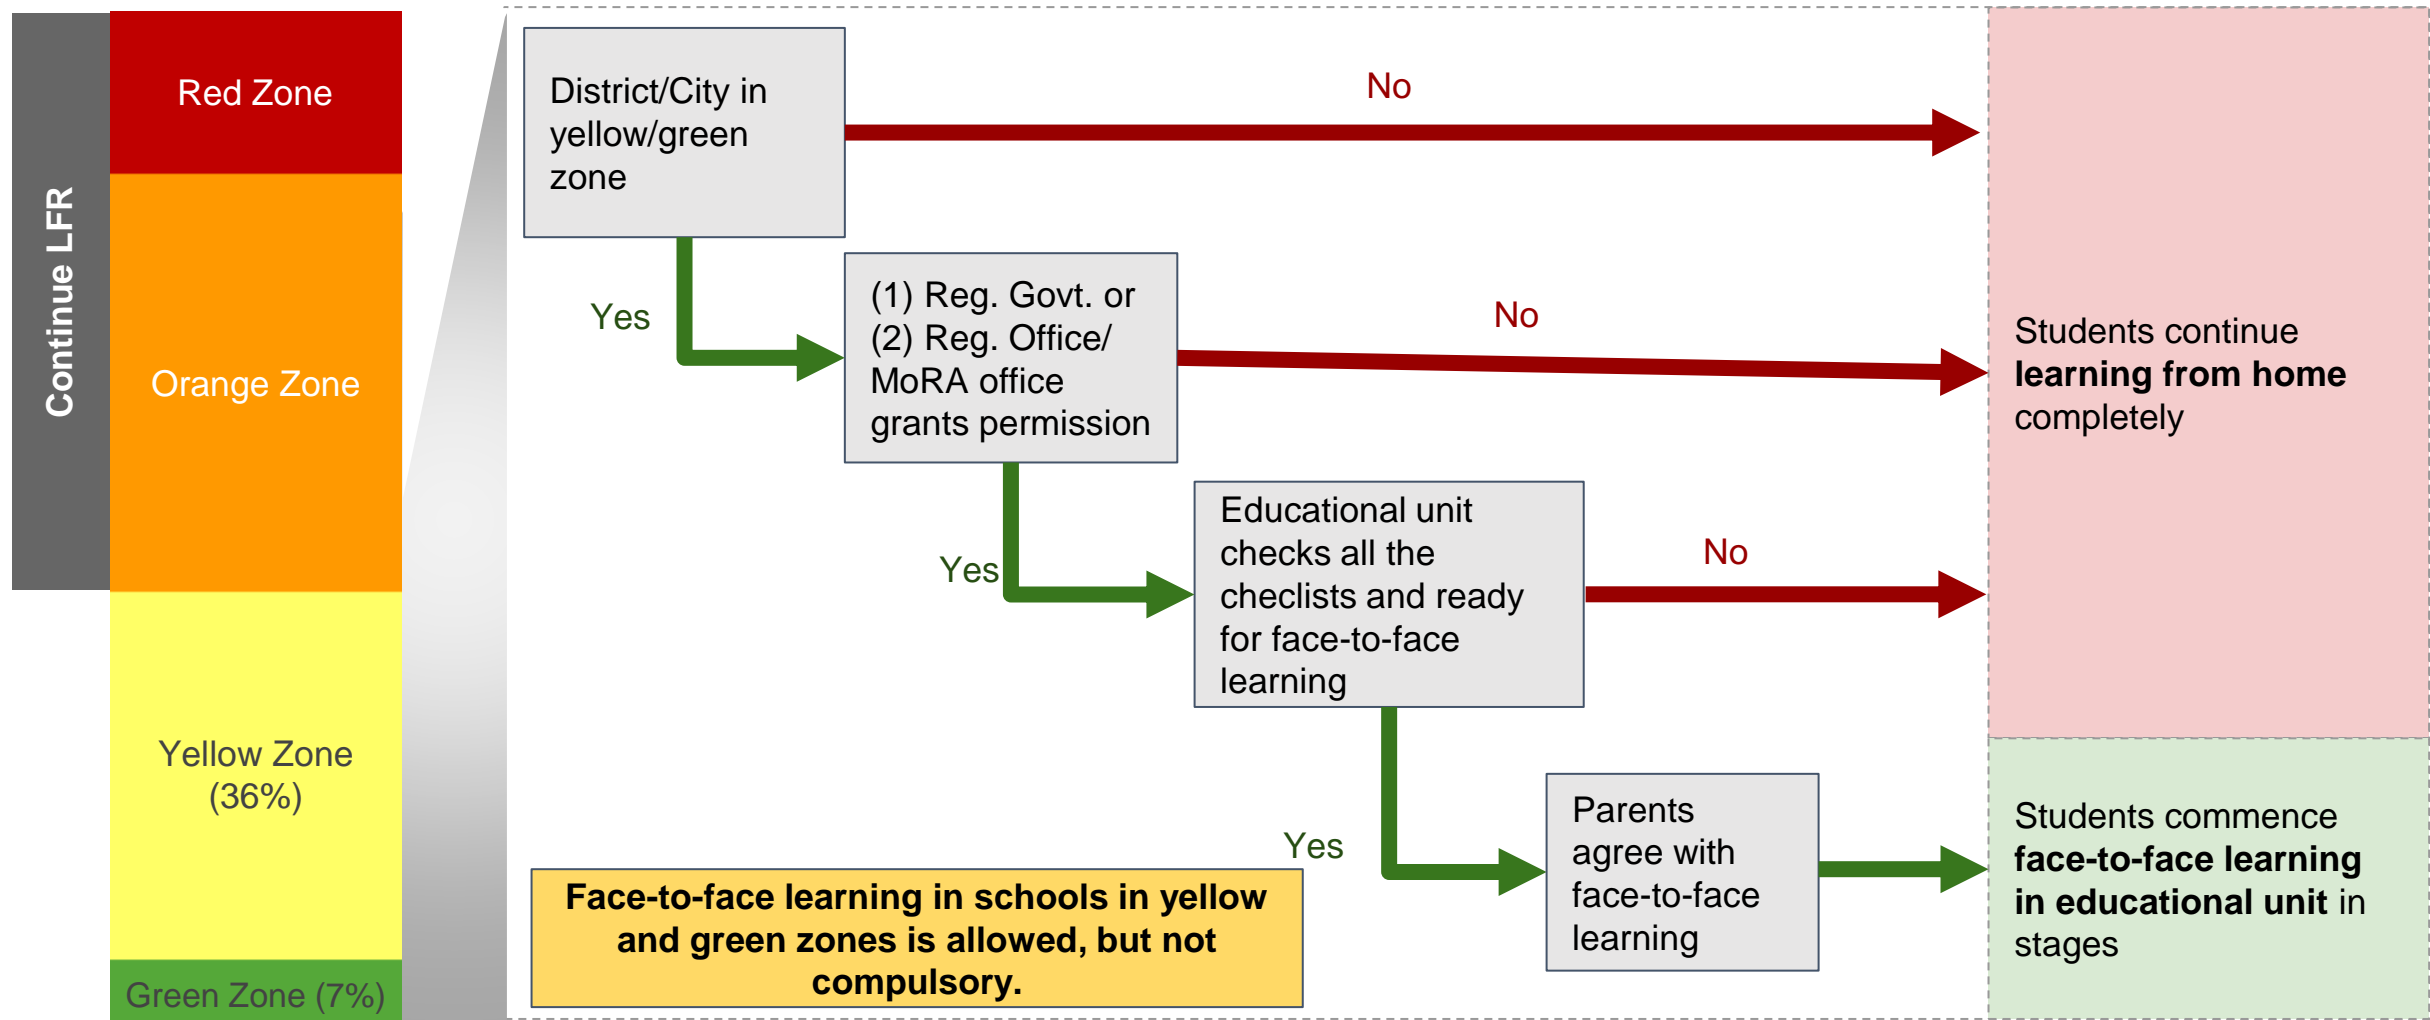 Continue LFR
Red Zone
Orange Zone
Yellow Zone
(36%)
Green Zone (7%)
District/City in
yellow/green
zone
No
Yes
(1) Reg. Govt. or
(2) Reg. Office/
MoRA office
grants permission
No
Yes
Educational unit
checks all the
checlists and ready
for face-to-face
learning
No
Yes
Parents
agree with
face-to-face
learning
Students continue
learning from home
completely
Students commence
face-to-face learning
in educational unit in
stages
Face-to-face learning in schools in yellow
and green zones is allowed, but not
compulsory.